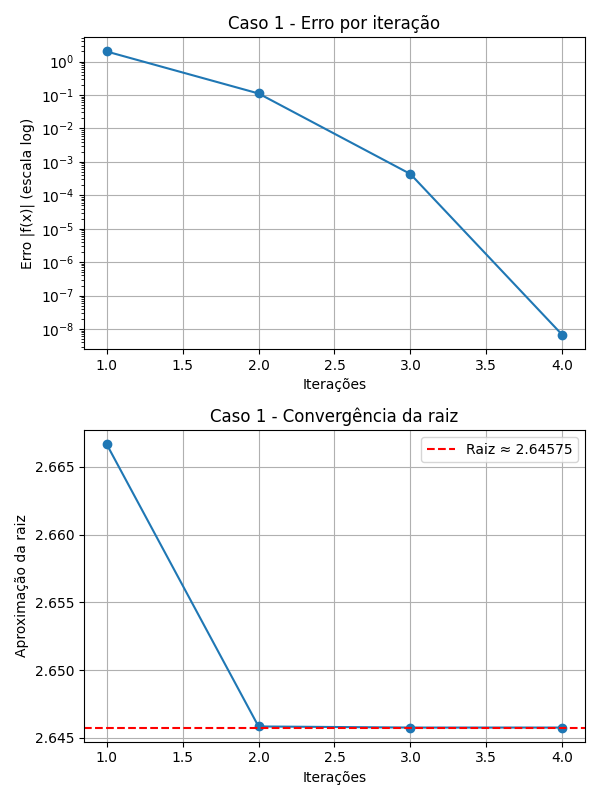 Caso 1 - Erro por iteração
Erro |f(x)| (escala log)
10⁰
10⁻¹
10⁻²
10⁻³
10⁻⁴
10⁻⁵
10⁻⁶
10⁻⁷
10⁻⁸
1.0 1.5 2.0 2.5 3.0 3.5 4.0
Iterações
Caso 1 - Convergência da raiz
Raiz ≈ 2.64575
Aproximação da raiz
2.665
2.660
2.655
2.650
2.645
1.0 1.5 2.0 2.5 3.0 3.5 4.0
Iterações